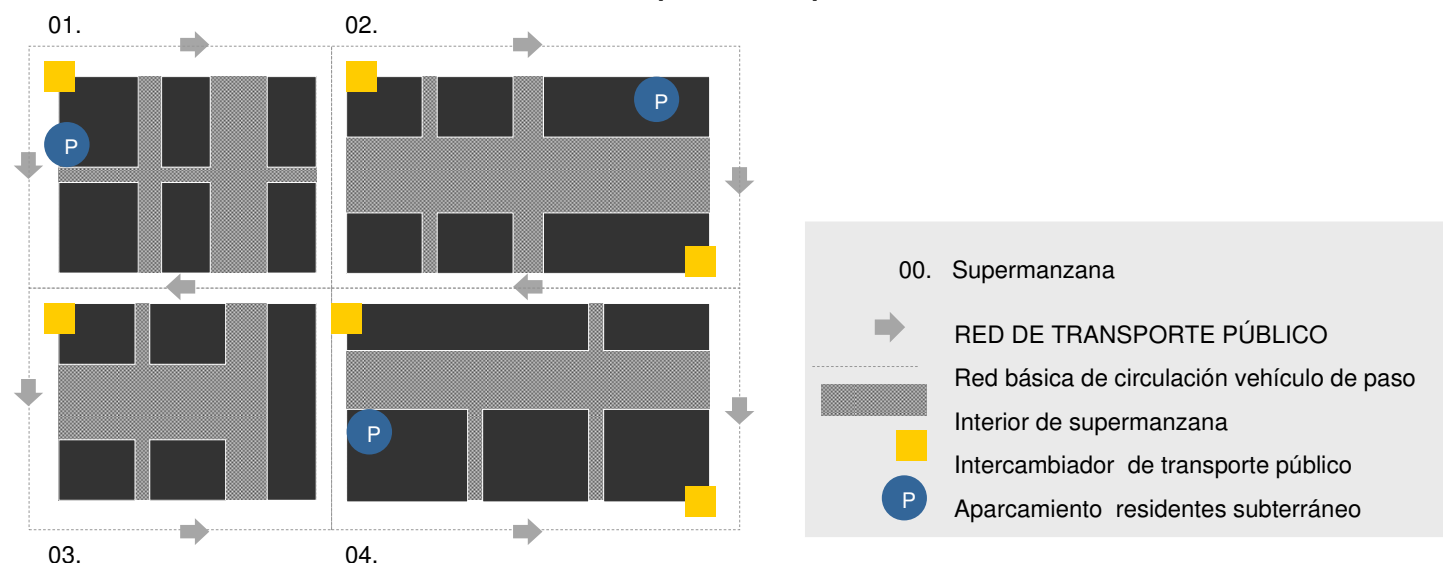 01.
02.
P
P
P
03.
04.
00. Supermanzana
RED DE TRANSPORTE PÚBLICO
Red básica de circulación vehículo de paso
Interior de supermanzana
Intercambiador de transporte público
P
Aparcamiento residentes subterráneo